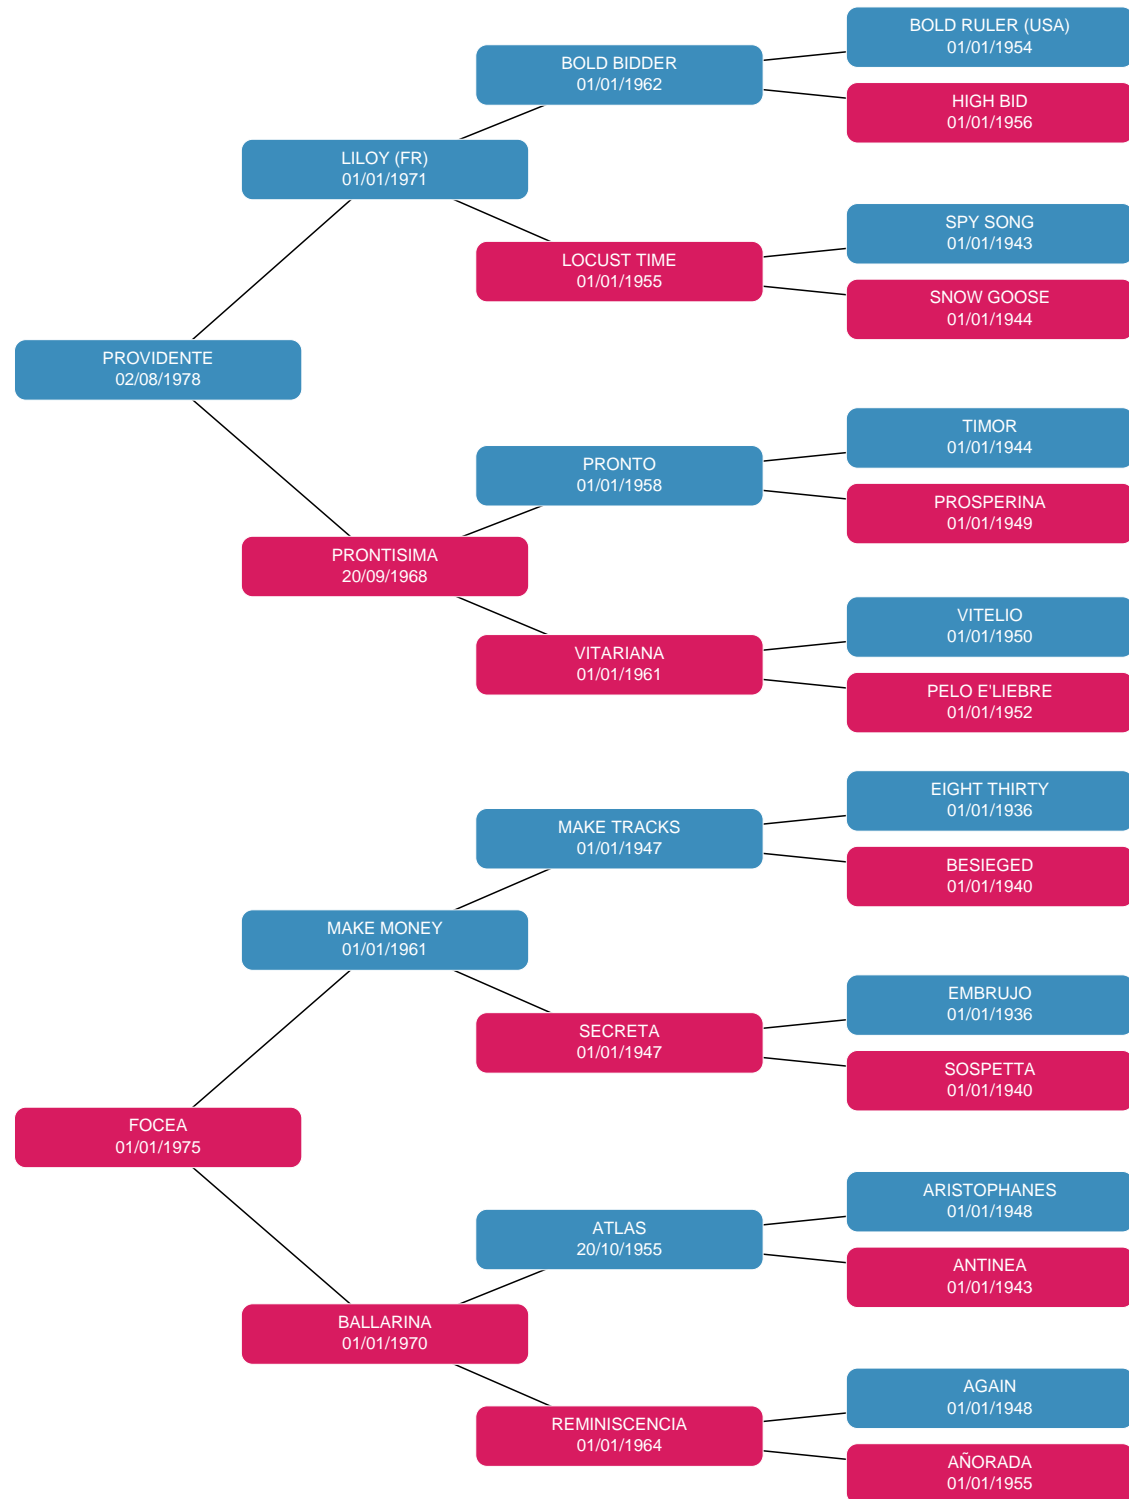 BOLD RULER (USA)
01/01/1954
BOLD BIDDER
01/01/1962
HIGH BID
01/01/1956
LILOY (FR)
01/01/1971
SPY SONG
01/01/1943
LOCUST TIME
01/01/1955
SNOW GOOSE
01/01/1944
PROVIDENTE
02/08/1978
TIMOR
01/01/1944
PRONTO
01/01/1958
PROSPERINA
01/01/1949
PRONTISIMA
20/09/1968
VITELIO
01/01/1950
VITARIANA
01/01/1961
PELO E'LIEBRE
01/01/1952
EIGHT THIRTY
01/01/1936
MAKE TRACKS
01/01/1947
BESIEGED
01/01/1940
MAKE MONEY
01/01/1961
EMBRUJO
01/01/1936
SECRETA
01/01/1947
SOSPETTA
01/01/1940
FOCEA
01/01/1975
ARISTOPHANES
01/01/1948
ATLAS
20/10/1955
ANTINEA
01/01/1943
BALLARINA
01/01/1970
AGAIN
01/01/1948
REMINISCENCIA
01/01/1964
AÑORADA
01/01/1955